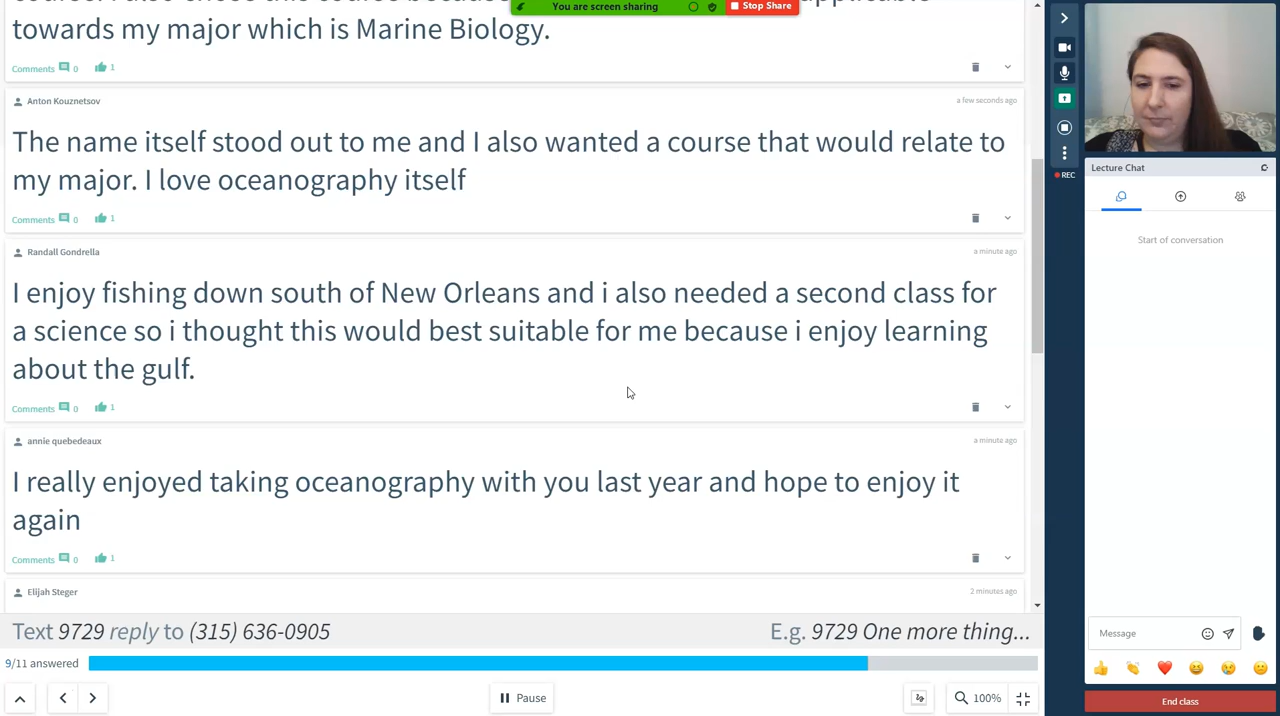 You are screen sharing
Stop Share
towards my major which is Marine Biology.
Comments 0 1
Anton Kouznetsov
a few seconds ago
The name itself stood out to me and I also wanted a course that would relate to
my major. I love oceanography itself
Comments 0 1
Randall Gondrella
a minute ago
I enjoy fishing down south of New Orleans and i also needed a second class for
a science so i thought this would best suitable for me because i enjoy learning
about the gulf.
Comments 0 1
annie quebedeaux
a minute ago
I really enjoyed taking oceanography with you last year and hope to enjoy it
again
Comments 0 1
Elijah Steger
2 minutes ago
Text 9729 reply to (315) 636-0905
E.g. 9729 One more thing...
9/11 answered
Pause
100%
REC
Lecture Chat
Start of conversation
Message
End class